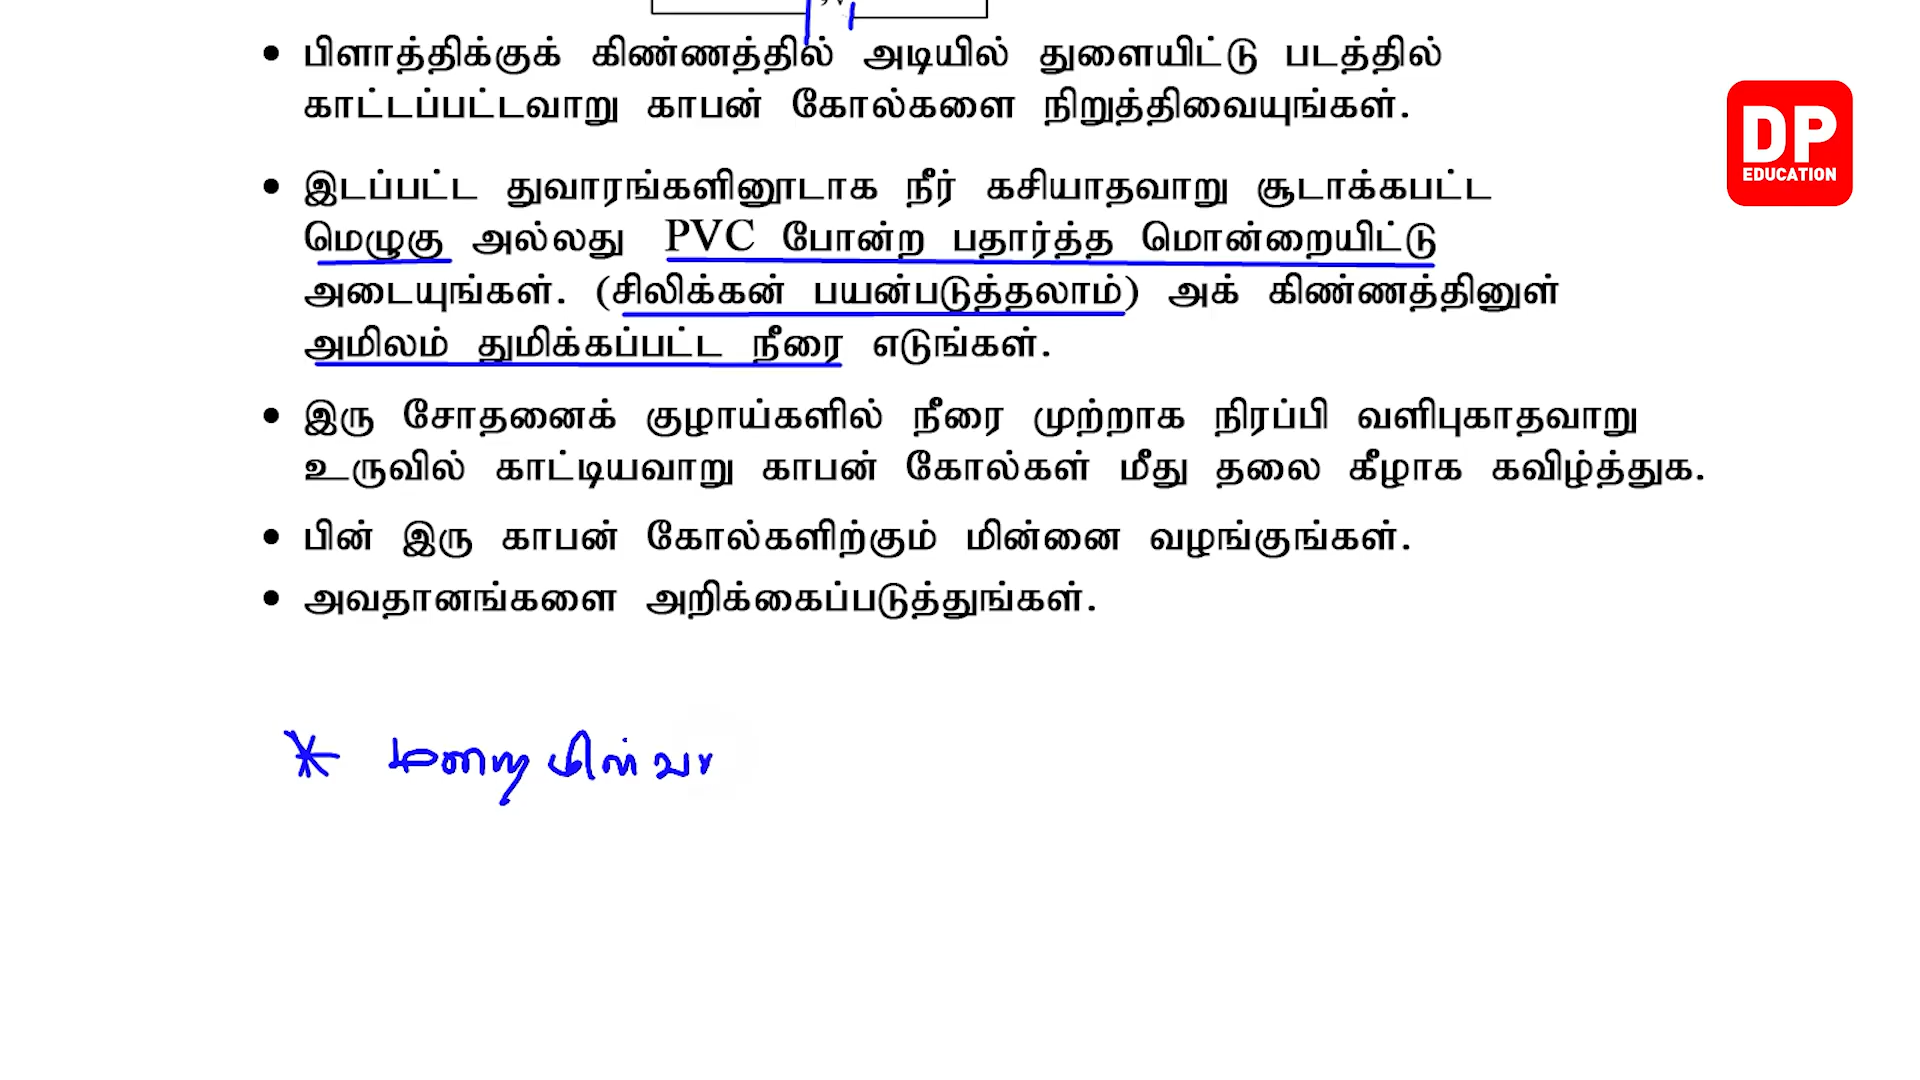 பிளாத்திக்குக் கிண்ணத்தில் அடியில் துளையிட்டு படத்தில்
காட்டப்பட்டவாறு காபன் கோல்களை நிறுத்திவையுங்கள்.
DP
EDUCATION
இடப்பட்ட துவாரங்களினூடாக நீர் கசியாதவாறு சூடாக்கபட்ட
மெழுகு அல்லது PVC போன்ற பதார்த்த மொன்றையிட்டு
அடையுங்கள். (சிலிக்கன் பயன்படுத்தலாம்) அக் கிண்ணத்தினுள்
அமிலம் துமிக்கப்பட்ட நீரை எடுங்கள்.
இரு சோதனைக் குழாய்களில் நீரை முற்றாக நிரப்பி வளிபுகாதவாறு
உருவில் காட்டியவாறு காபன் கோல்கள் மீது தலை கீழாக கவிழ்த்துக.
பின் இரு காபன் கோல்களிற்கும் மின்னை வழங்குங்கள்.
அவதானங்களை அறிக்கைப்படுத்துங்கள்.
* மறை மின் வா